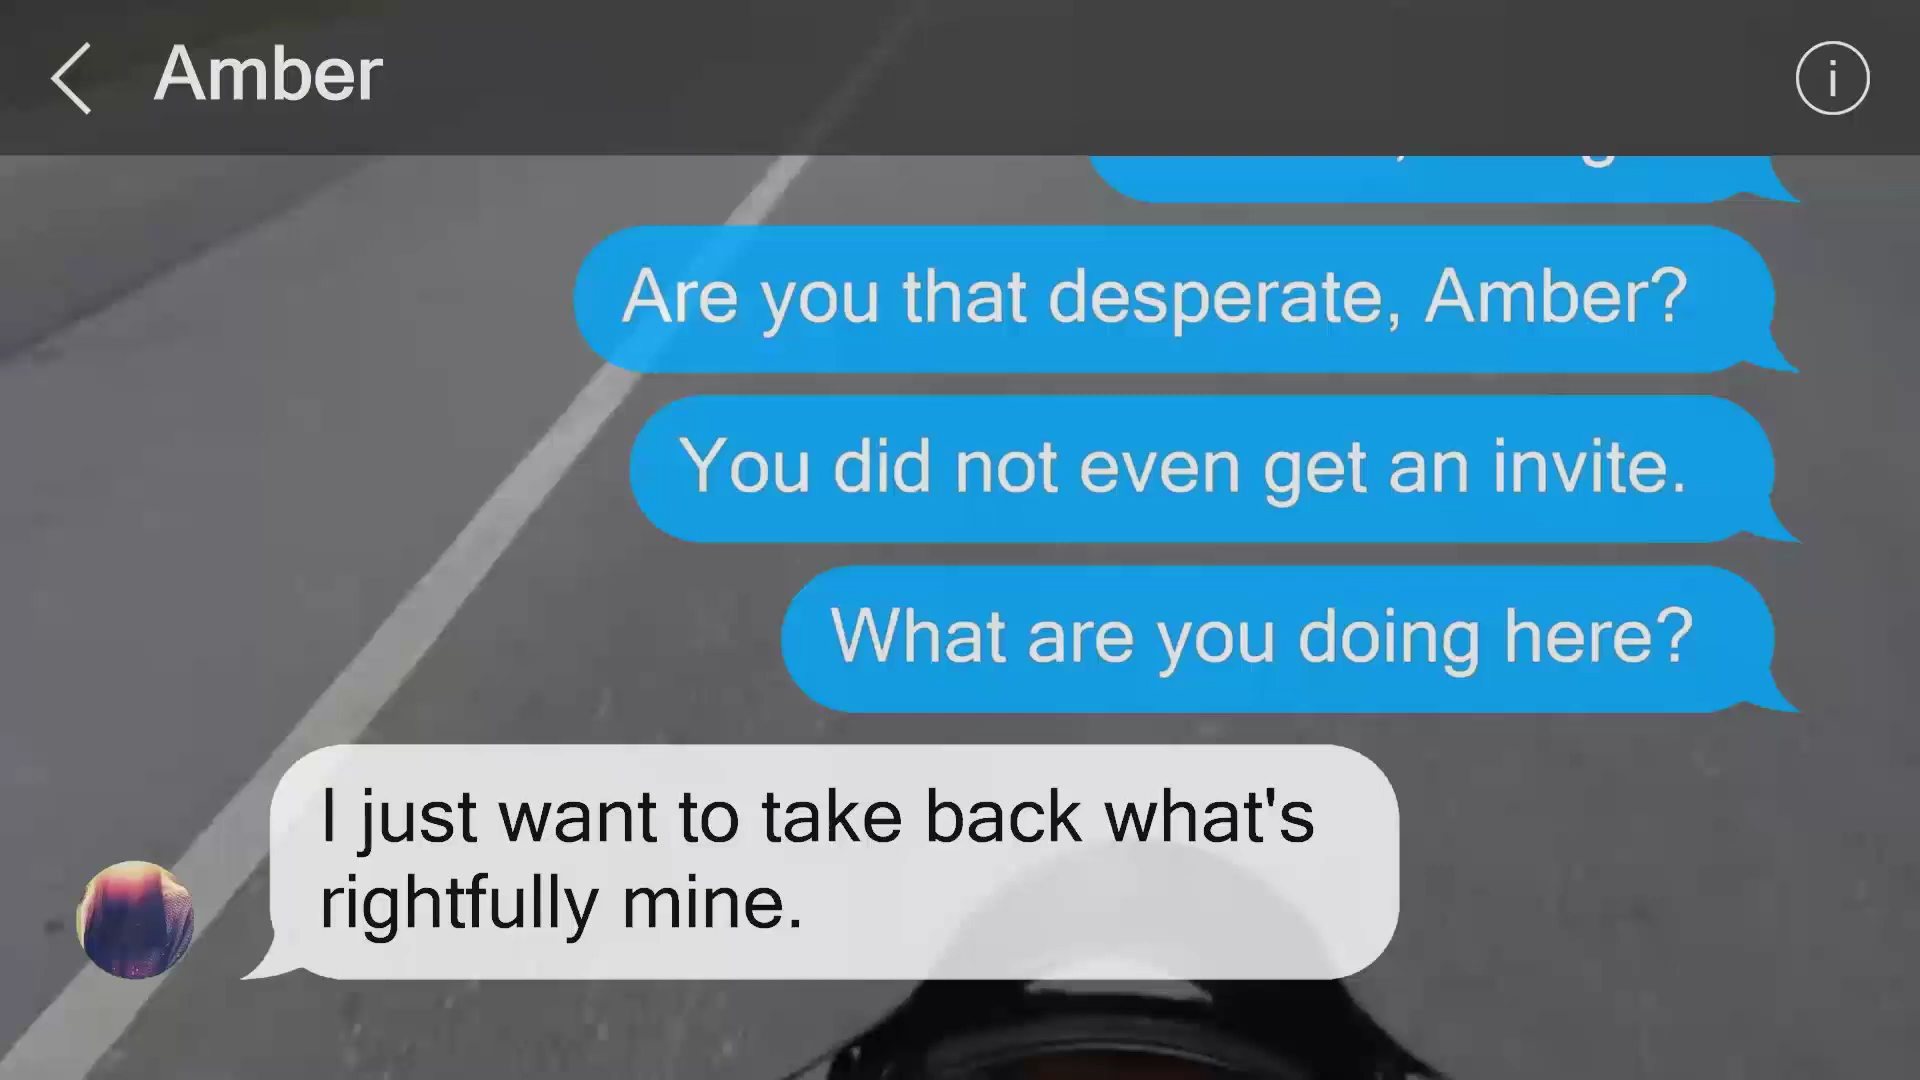 Amber
Are you that desperate, Amber?
You did not even get an invite.
What are you doing here?
I just want to take back what's
rightfully mine.